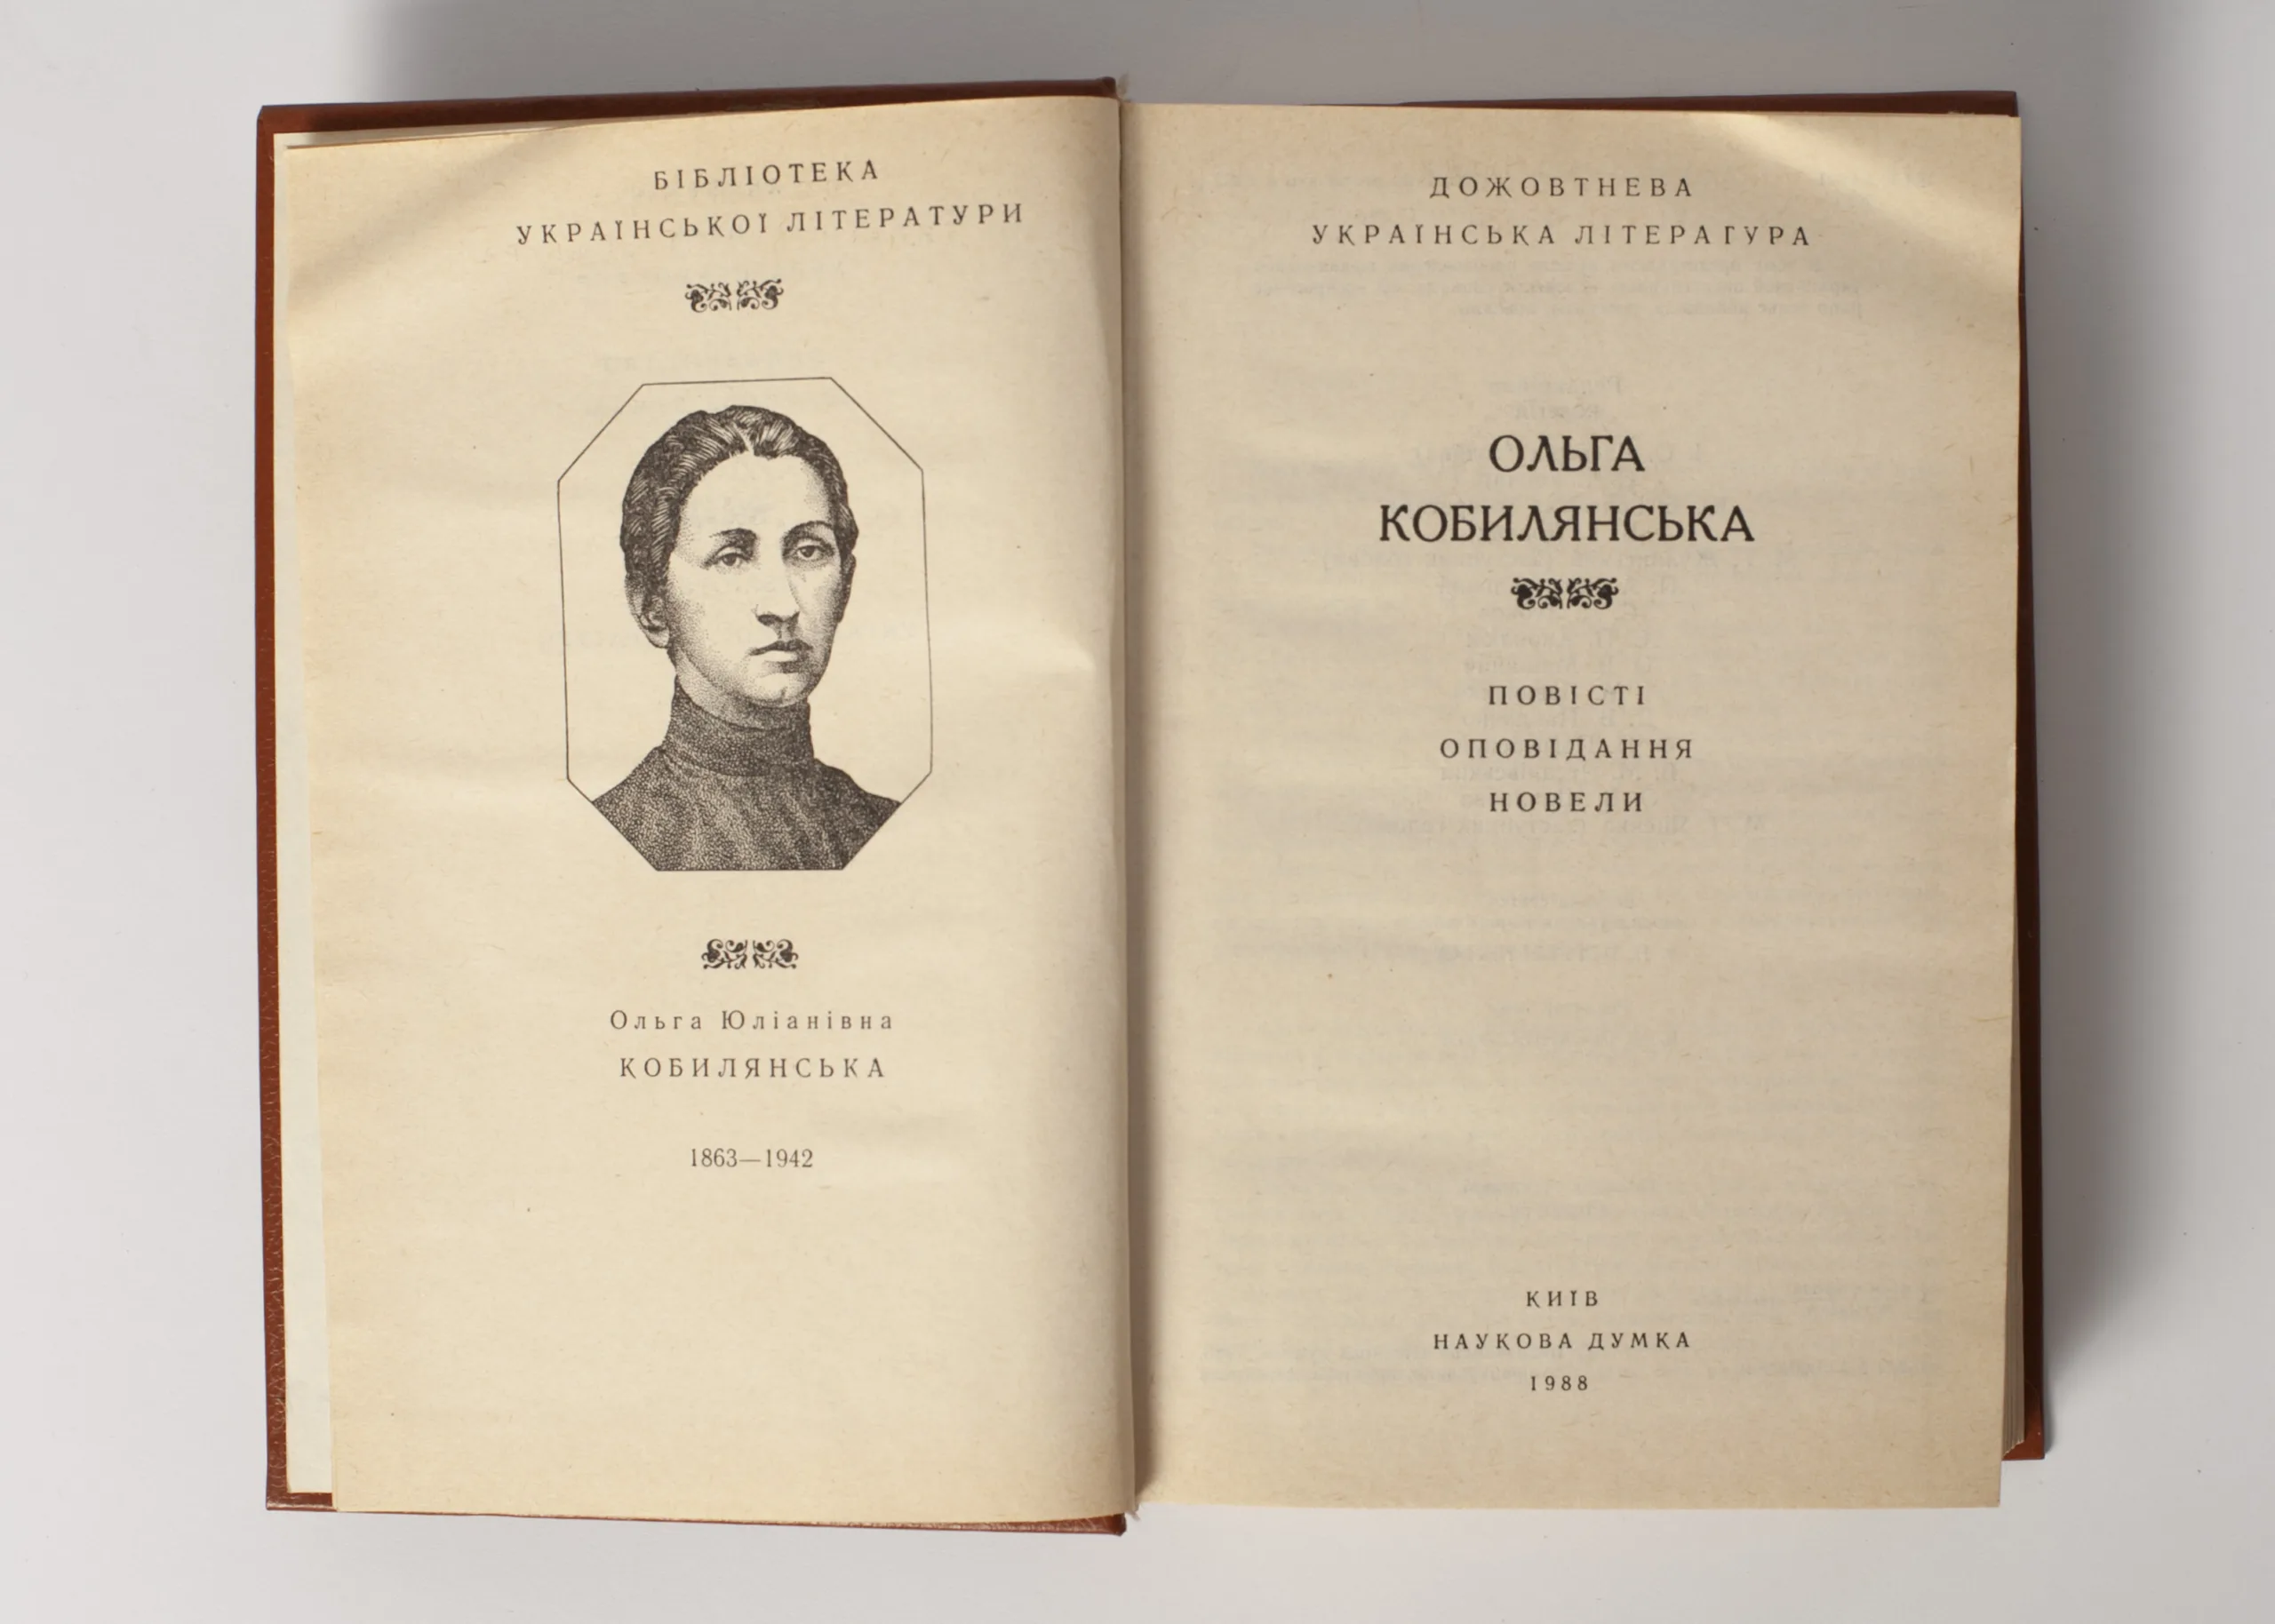 БІБЛІОТЕКА
УКРАЇНСЬКОЇ ЛІТЕРАТУРИ
Ольга Юліанівна
КОБИЛЯНСЬКА
1863—1942
ДОЖОВТНЕВА
УКРАЇНСЬКА ЛІТЕРАТУРА
ОЛЬГА
КОБИЛЯНСЬКА
ПОВІСТІ
ОПОВІДАННЯ
НОВЕЛИ
КИЇВ
НАУКОВА ДУМКА
1988